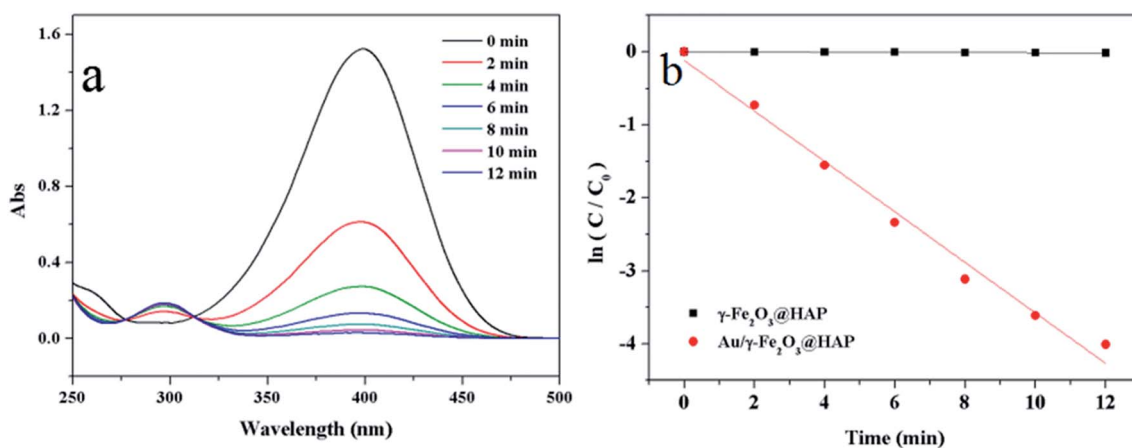 a
1.6
1.2
0.8
0.4
0.0
Abs
250
300
350
400
450
500
Wavelength (nm)
0 min
2 min
4 min
6 min
8 min
10 min
12 min
b
0
-1
-2
-3
-4
ln ( C / C₀ )
γ-Fe₂O₃@HAP
Au/γ-Fe₂O₃@HAP
0
2
4
6
8
10
12
Time (min)